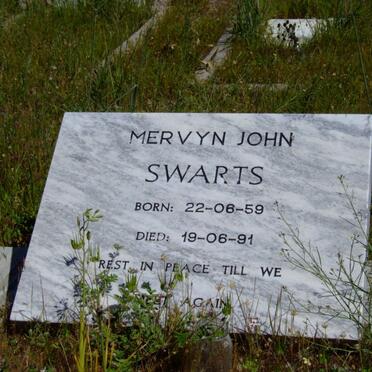 MERVYN JOHN
SWARTS
BORN: 22-06-59
DIED: 19-06-91
REST IN PEACE TILL WE
AGAIN